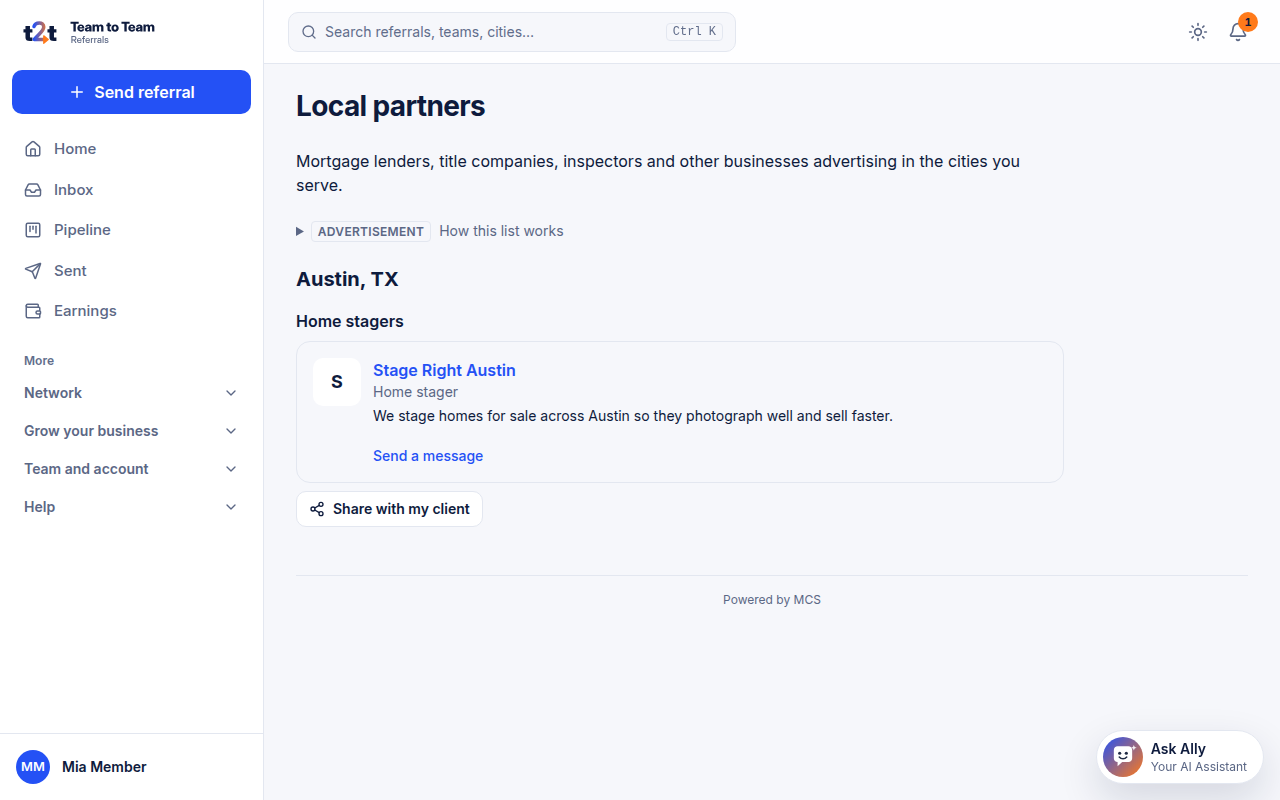 t2t Team to Team
Referrals
Search referrals, teams, cities...
Ctrl K
1
Send referral
Home
Inbox
Pipeline
Sent
Earnings
More
Network
Grow your business
Team and account
Help
MM Mia Member
Local partners
Mortgage lenders, title companies, inspectors and other businesses advertising in the cities you
serve.
ADVERTISEMENT How this list works
Austin, TX
Home stagers
S
Stage Right Austin
Home stager
We stage homes for sale across Austin so they photograph well and sell faster.
Send a message
Share with my client
Powered by MCS
Ask Ally
Your AI Assistant